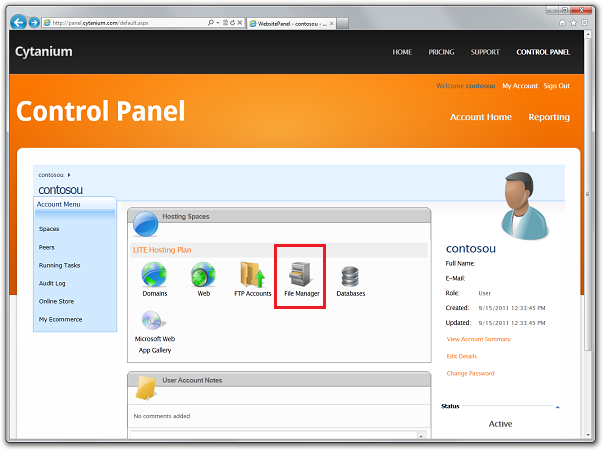 http://panel.cytanium.com/default.aspx
WebsitePanel - contosou - ...
Cytanium
HOME PRICING SUPPORT CONTROL PANEL
Welcome contosou My Account Sign Out
Control Panel
Account Home Reporting
contosou
contosou
Account Menu
Spaces
Peers
Running Tasks
Audit Log
Online Store
My Ecommerce
Hosting Spaces
LITE Hosting Plan
Domains
Web
FTP Accounts
File Manager
Databases
Microsoft Web
App Gallery
User Account Notes
No comments added
contosou
Full Name:
E-Mail:
Role: User
Created: 9/15/2011 12:33:45 PM
Updated: 9/15/2011 12:33:45 PM
View Account Summary
Edit Details
Change Password
Status
Active